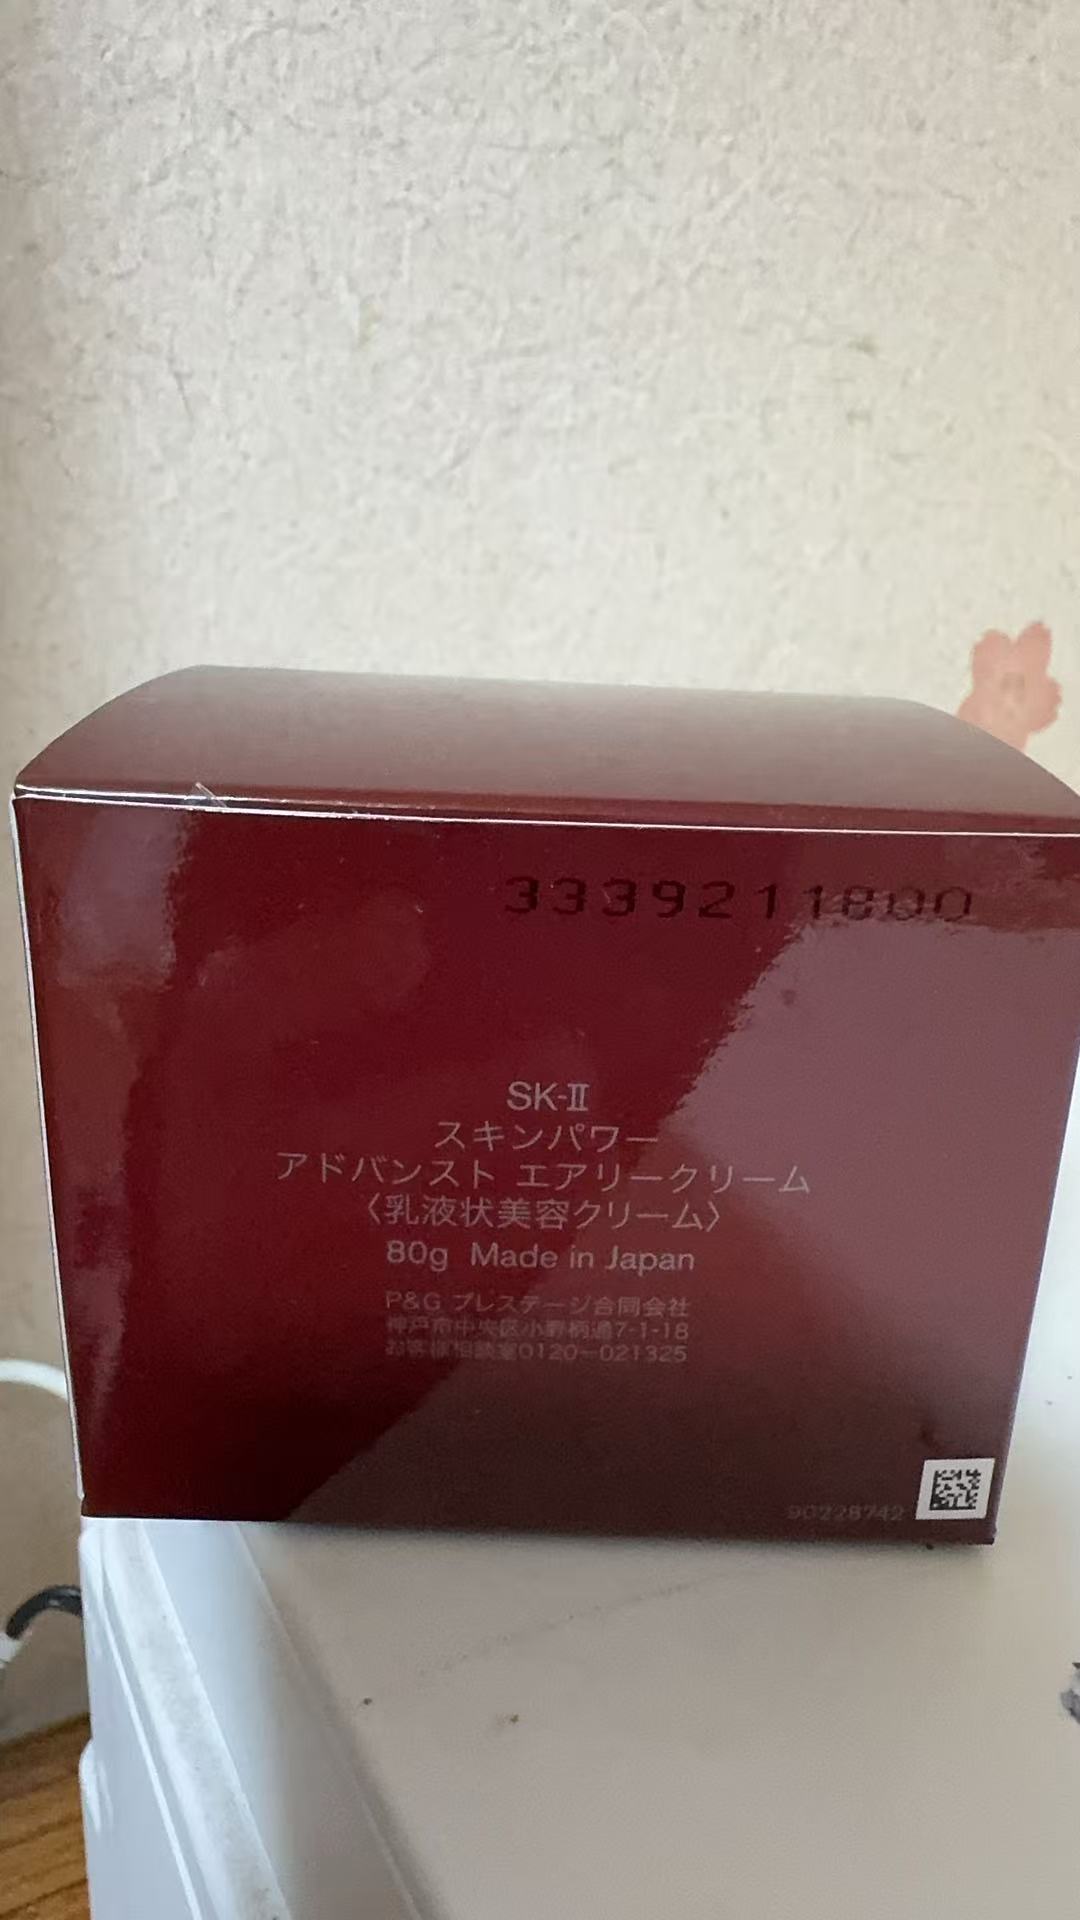 3339211800
SK-II
スキンパワー
アドバンスト エアリークリーム
〈乳液状美容クリーム〉
80g Made in Japan
P&G プレステージ合同会社
神戸市中央区小野柄通7-1-18
お客様相談室0120-021325
90228742